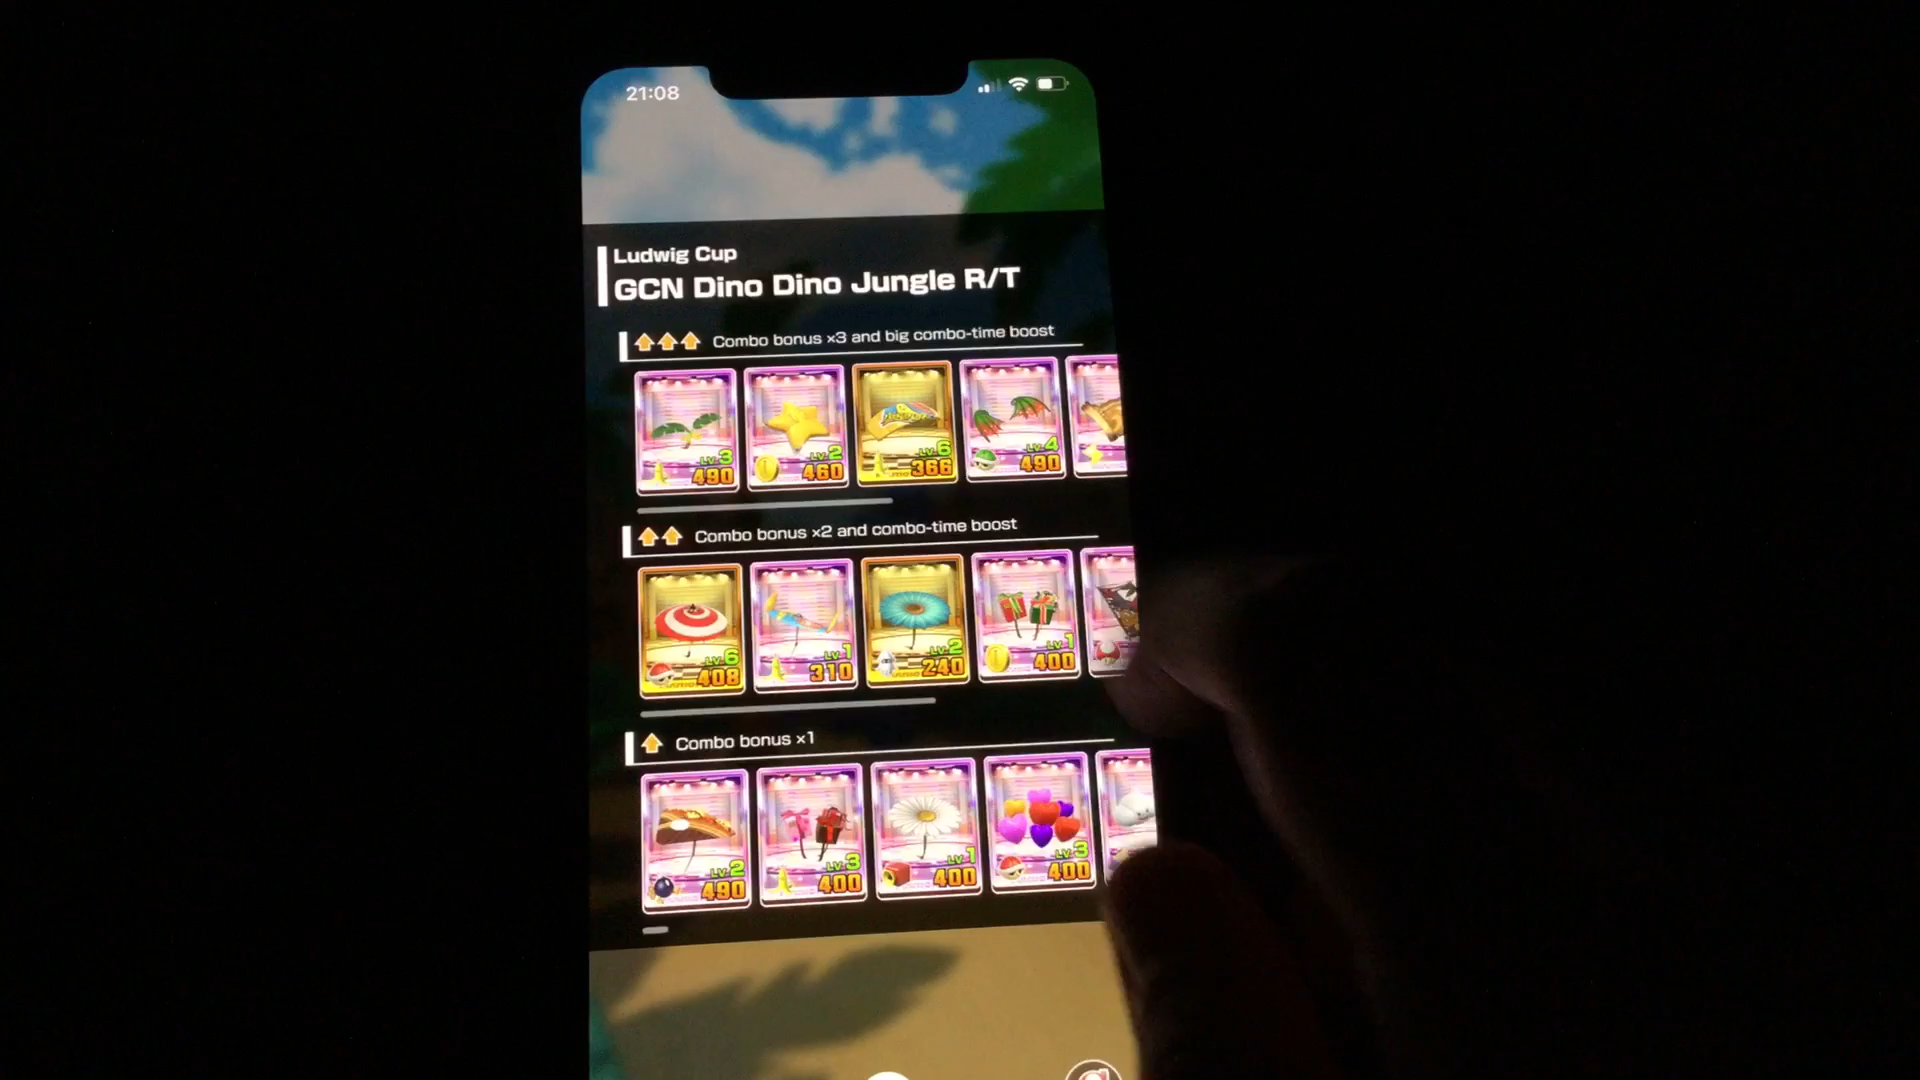 21:08
Ludwig Cup
GCN Dino Dino Jungle R/T
Combo bonus ×3 and big combo-time boost
Lv.3 Lv.2 Lv.6 Lv.4
490 460 366 490
Combo bonus ×2 and combo-time boost
Lv.6 Lv.1 Lv.2 Lv.1
408 310 240 400
Combo bonus ×1
Lv.2 Lv.3 Lv.1 Lv.3
490 400 400 400